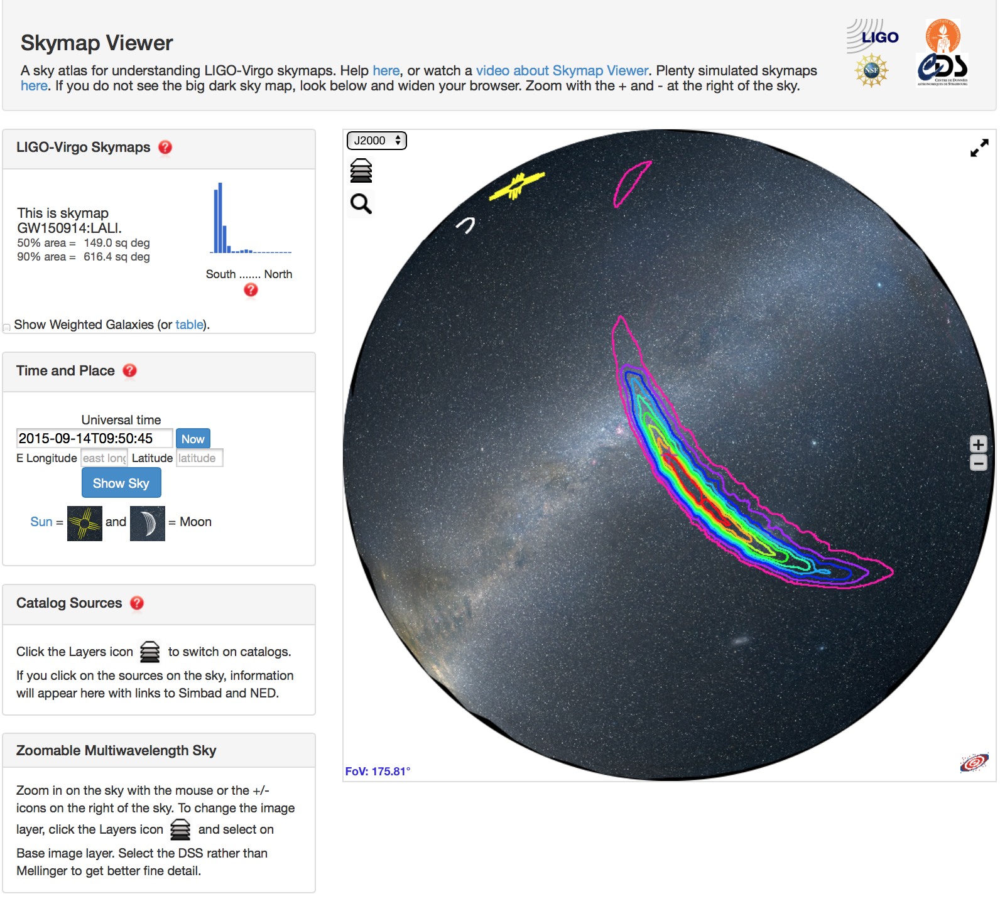 Skymap Viewer
A sky atlas for understanding LIGO-Virgo skymaps. Help here, or watch a video about Skymap Viewer. Plenty simulated skymaps
here. If you do not see the big dark sky map, look below and widen your browser. Zoom with the + and - at the right of the sky.
LIGO
NSF
CDS
CENTRE DE DONNÉES
ASTRONOMIQUES DE STRASBOURG
LIGO-Virgo Skymaps ?
This is skymap
GW150914:LALI.
50% area = 149.0 sq deg
90% area = 616.4 sq deg
South ....... North
?
Show Weighted Galaxies (or table).
Time and Place ?
Universal time
2015-09-14T09:50:45 Now
E Longitude east long Latitude latitude
Show Sky
Sun = and = Moon
Catalog Sources ?
Click the Layers icon to switch on catalogs.
If you click on the sources on the sky, information
will appear here with links to Simbad and NED.
Zoomable Multiwavelength Sky
Zoom in on the sky with the mouse or the +/-
icons on the right of the sky. To change the image
layer, click the Layers icon and select on
Base image layer. Select the DSS rather than
Mellinger to get better fine detail.
J2000
+
−
FoV: 175.81°